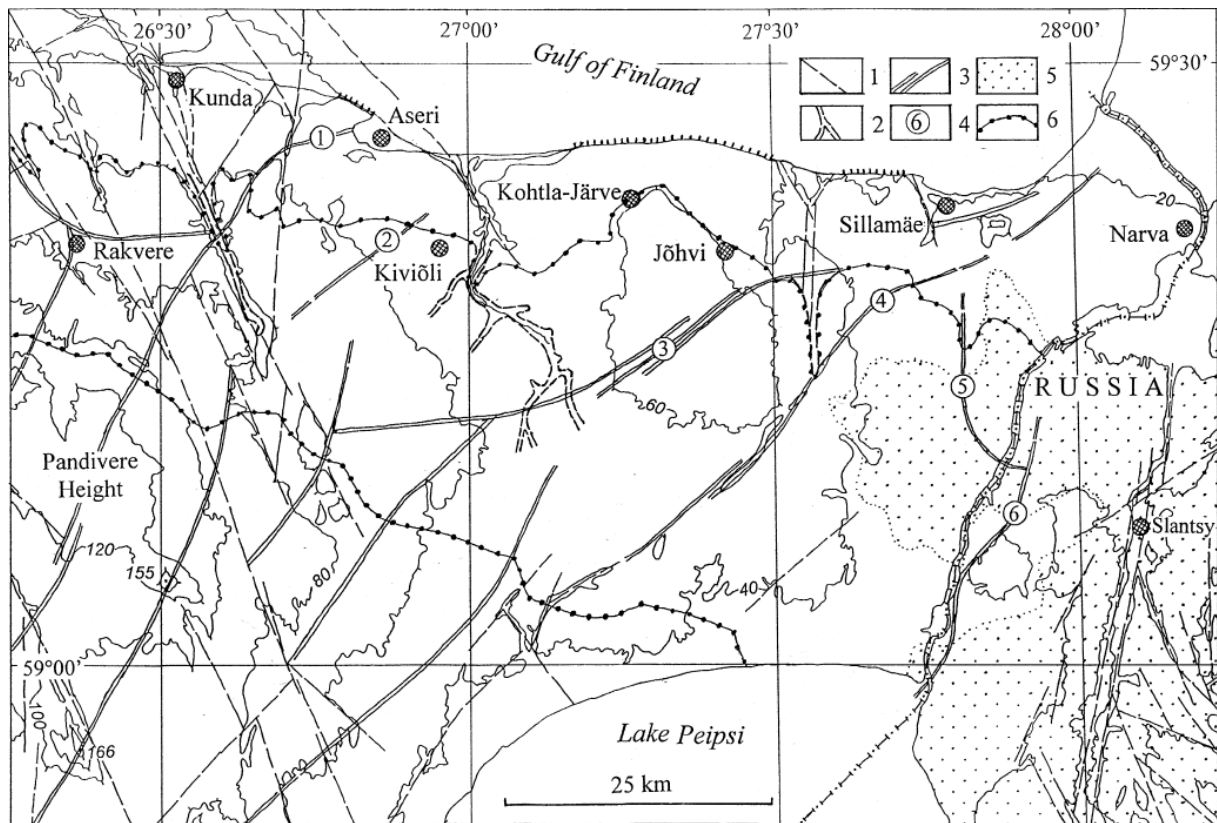 26°30’
27°00’
27°30’
28°00’
59°30’
Gulf of Finland
1
3
5
2
6
4
6
Kunda
Aseri
1
Kohtla-Järve
Sillamäe
20
Narva
Rakvere
2
Kiviõli
Jõhvi
4
3
5
RUSSIA
60
Pandivere
Height
6
Slantsy
120
155
80
40
59°00’
100
166
Lake Peipsi
25 km